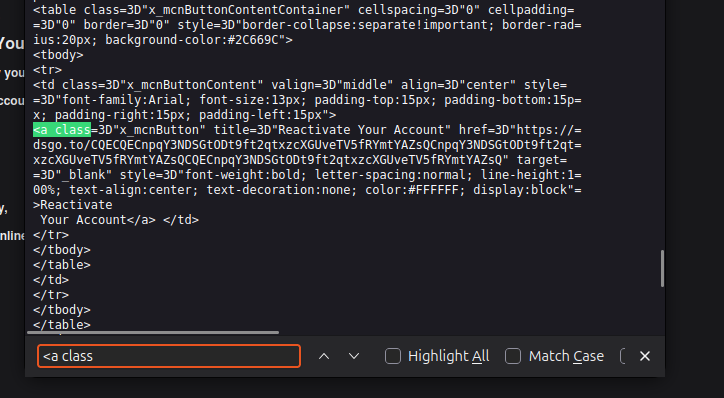 <table class=3D"x_mcnButtonContentContainer" cellspacing=3D"0" cellpadding=
=3D"0" border=3D"0" style=3D"border-collapse:separate!important; border-rad=
ius:20px; background-color:#2C669C">
<tbody>
<tr>
<td class=3D"x_mcnButtonContent" valign=3D"middle" align=3D"center" style=
=3D"font-family:Arial; font-size:13px; padding-top:15px; padding-bottom:15p=
x; padding-right:15px; padding-left:15px">
<a class=3D"x_mcnButton" title=3D"Reactivate Your Account" href=3D"https://=
dsgo.to/CQECQECnpqY3NDSGtODt9ft2qtxzcXGUveTV5fRYmtYAZsQCnpqY3NDSGtODt9ft2qt=
xzcXGUveTV5fRYmtYAZsQCQECnpqY3NDSGtODt9ft2qtxzcXGUveTV5fRYmtYAZsQ" target=
=3D"_blank" style=3D"font-weight:bold; letter-spacing:normal; line-height:1=
00%; text-align:center; text-decoration:none; color:#FFFFFF; display:block"=
>Reactivate
Your Account</a> </td>
</tr>
</tbody>
</table>
</td>
</tr>
</tbody>
</table>
You
you
ccou
y,
nline
<a class
Highlight All
Match Case